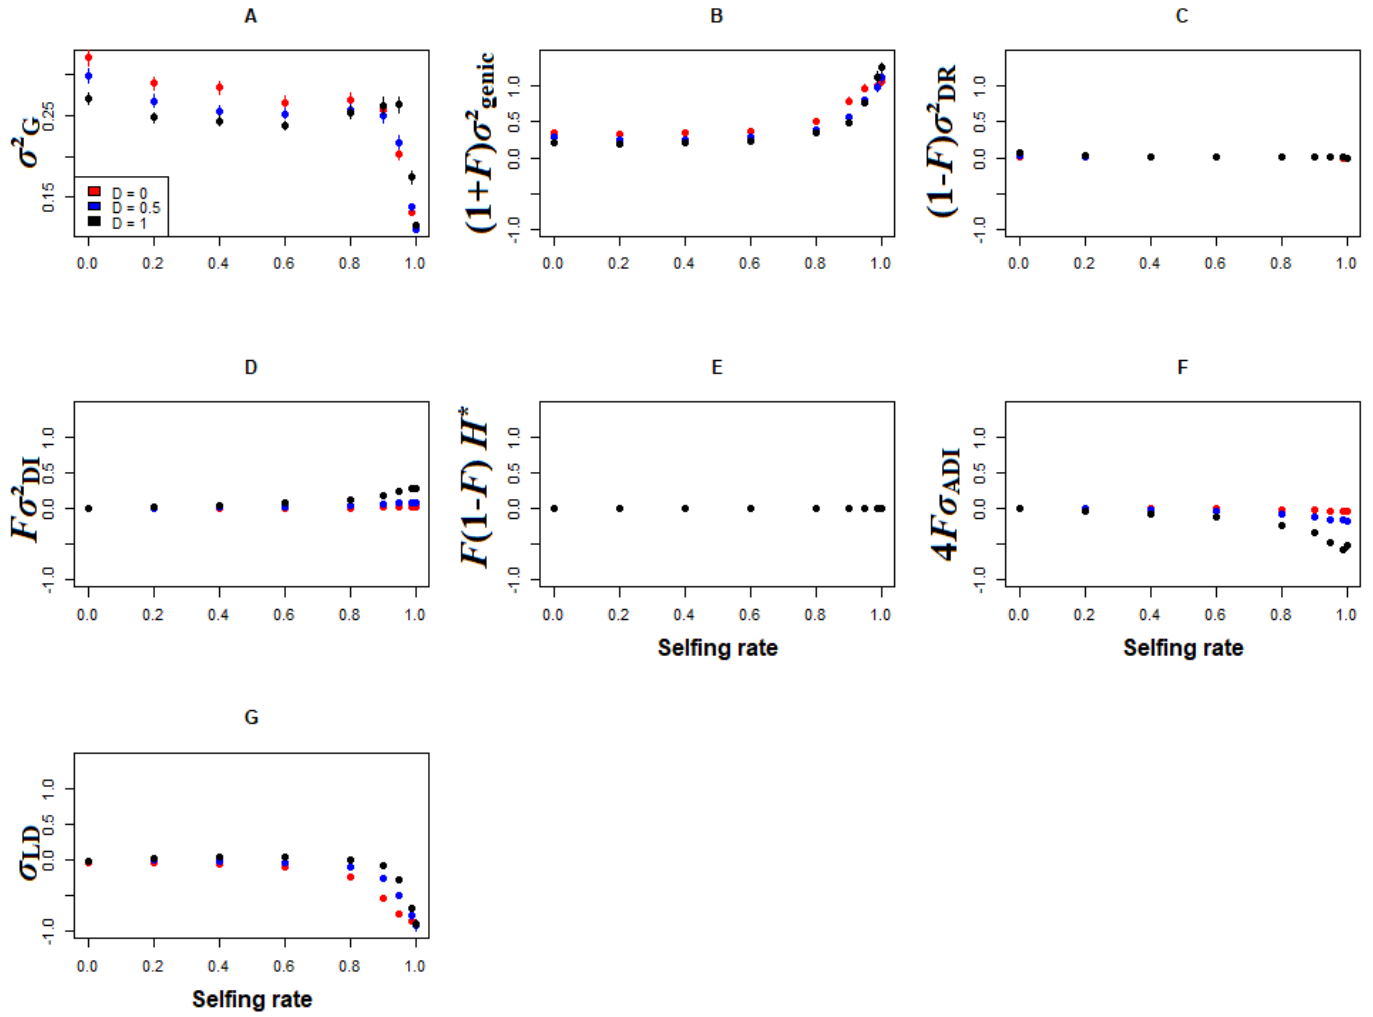 A
σ²G
0.15 0.25
D = 0
D = 0.5
D = 1
0.0 0.2 0.4 0.6 0.8 1.0
B
(1+F)σ²genic
-1.0 0.0 0.5 1.0
0.0 0.2 0.4 0.6 0.8 1.0
C
(1-F)σ²DR
-1.0 0.0 0.5 1.0
0.0 0.2 0.4 0.6 0.8 1.0
D
Fσ²DI
-1.0 0.0 0.5 1.0
0.0 0.2 0.4 0.6 0.8 1.0
E
F(1-F) H*
-1.0 0.0 0.5 1.0
0.0 0.2 0.4 0.6 0.8 1.0
Selfing rate
F
4FσADI
-1.0 0.0 0.5 1.0
0.0 0.2 0.4 0.6 0.8 1.0
Selfing rate
G
σLD
-1.0 0.0 0.5 1.0
0.0 0.2 0.4 0.6 0.8 1.0
Selfing rate